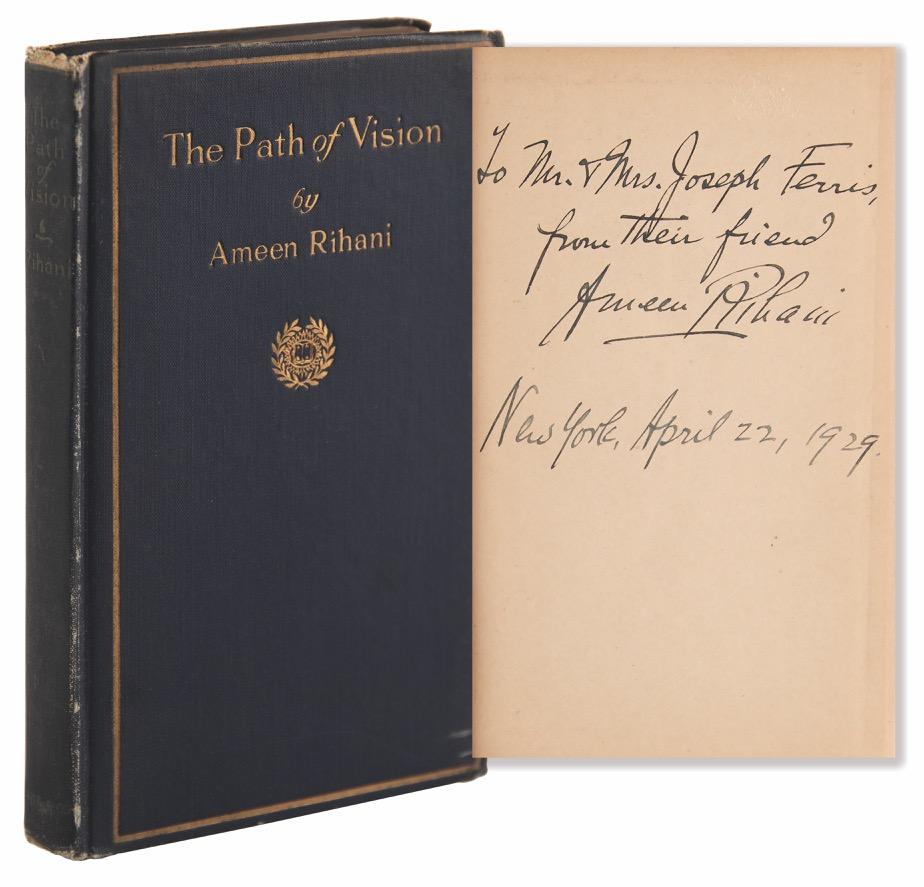 The Path of Vision
by
Ameen Rihani
The
Path
of
Vision
Rihani
To Mr. & Mrs. Joseph Ferris,
from their friend
Ameen Rihani
New York, April 22, 1929.